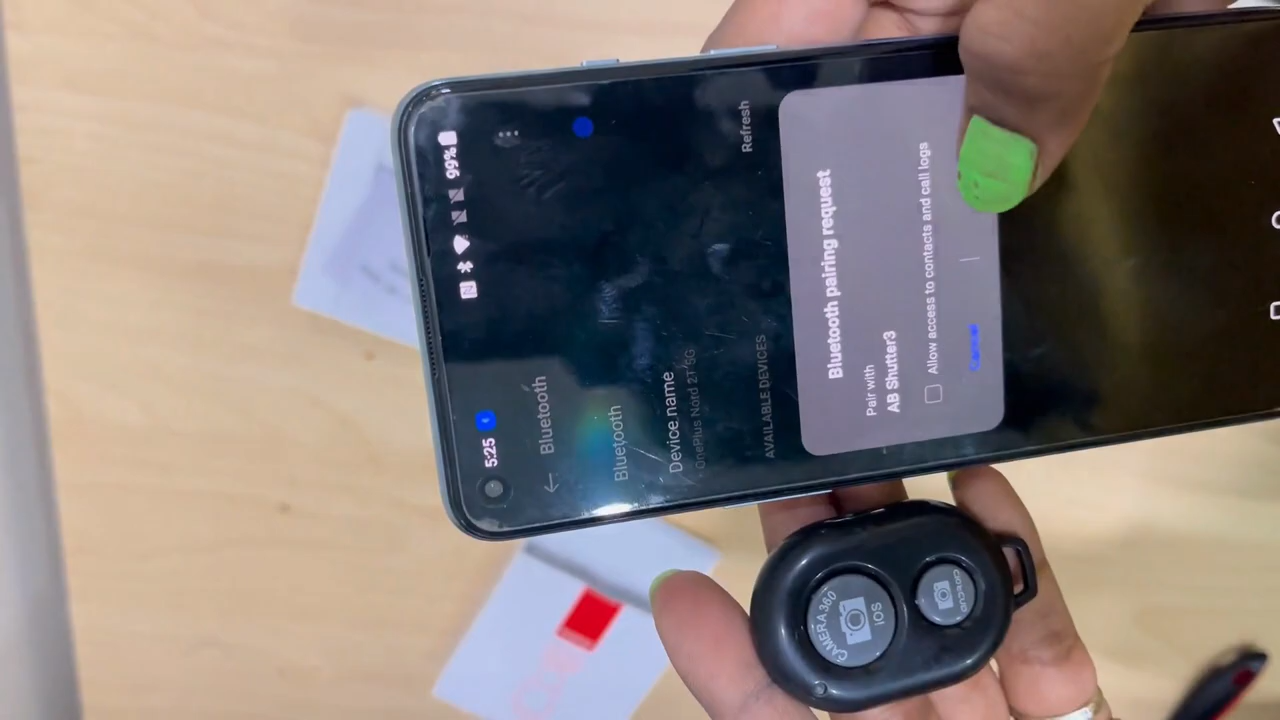 5:25
99%
Bluetooth
Bluetooth
Device name
OnePlus Nord 2T 5G
AVAILABLE DEVICES
Refresh
Bluetooth pairing request
Pair with
AB Shutter3
Allow access to contacts and call logs
Cancel
CAMERA360
iOS